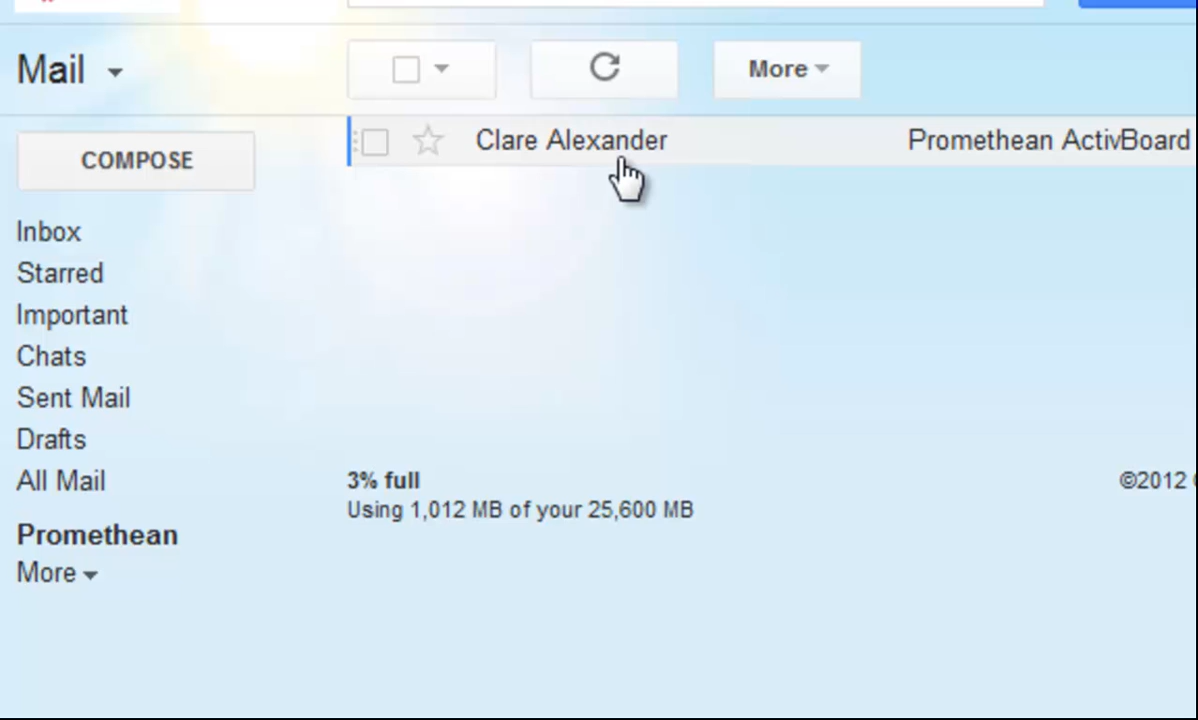 Mail
More
COMPOSE
Clare Alexander
Promethean ActivBoard
Inbox
Starred
Important
Chats
Sent Mail
Drafts
All Mail
Promethean
More
3% full
Using 1,012 MB of your 25,600 MB
©2012